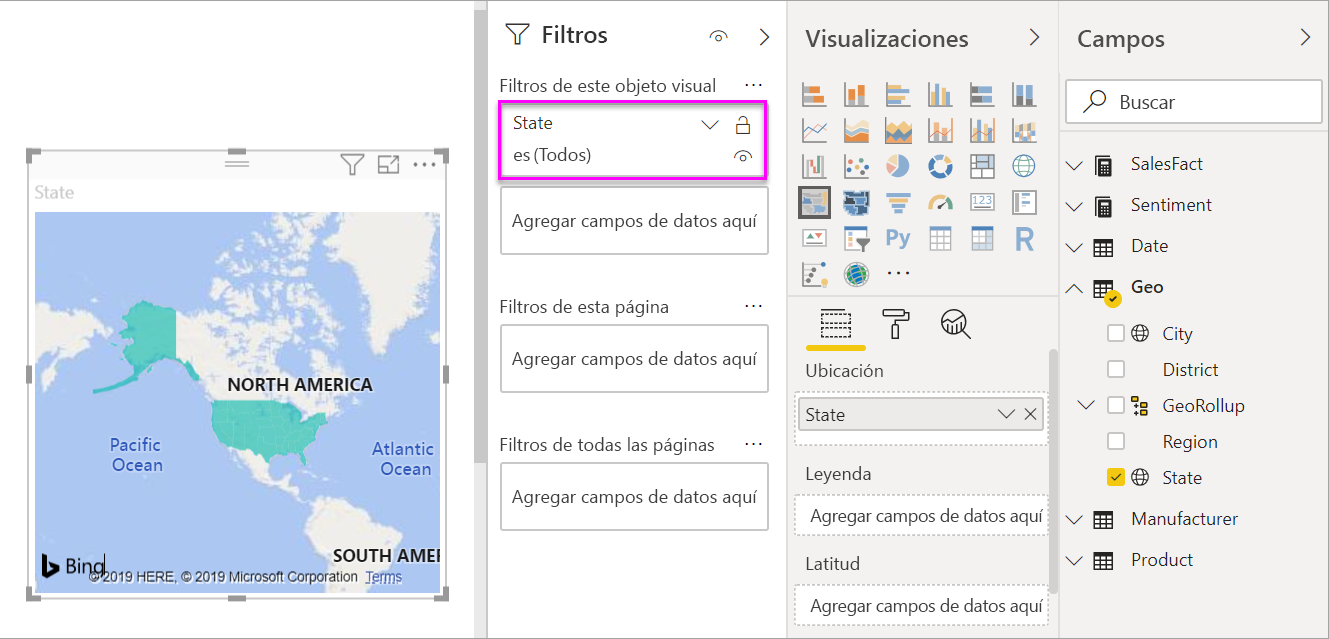 State
NORTH AMERICA
Pacific
Ocean
Atlantic
Ocean
SOUTH AMER
Bing
© 2019 HERE, © 2019 Microsoft Corporation Terms
Filtros
Filtros de este objeto visual ...
State
es (Todos)
Agregar campos de datos aquí
Filtros de esta página ...
Agregar campos de datos aquí
Filtros de todas las páginas ...
Agregar campos de datos aquí
Visualizaciones
123
Py
R
...
Ubicación
State
Leyenda
Agregar campos de datos aquí
Latitud
Agregar campos de datos aquí
Campos
Buscar
SalesFact
Sentiment
Date
Geo
City
District
GeoRollup
Region
State
Manufacturer
Product